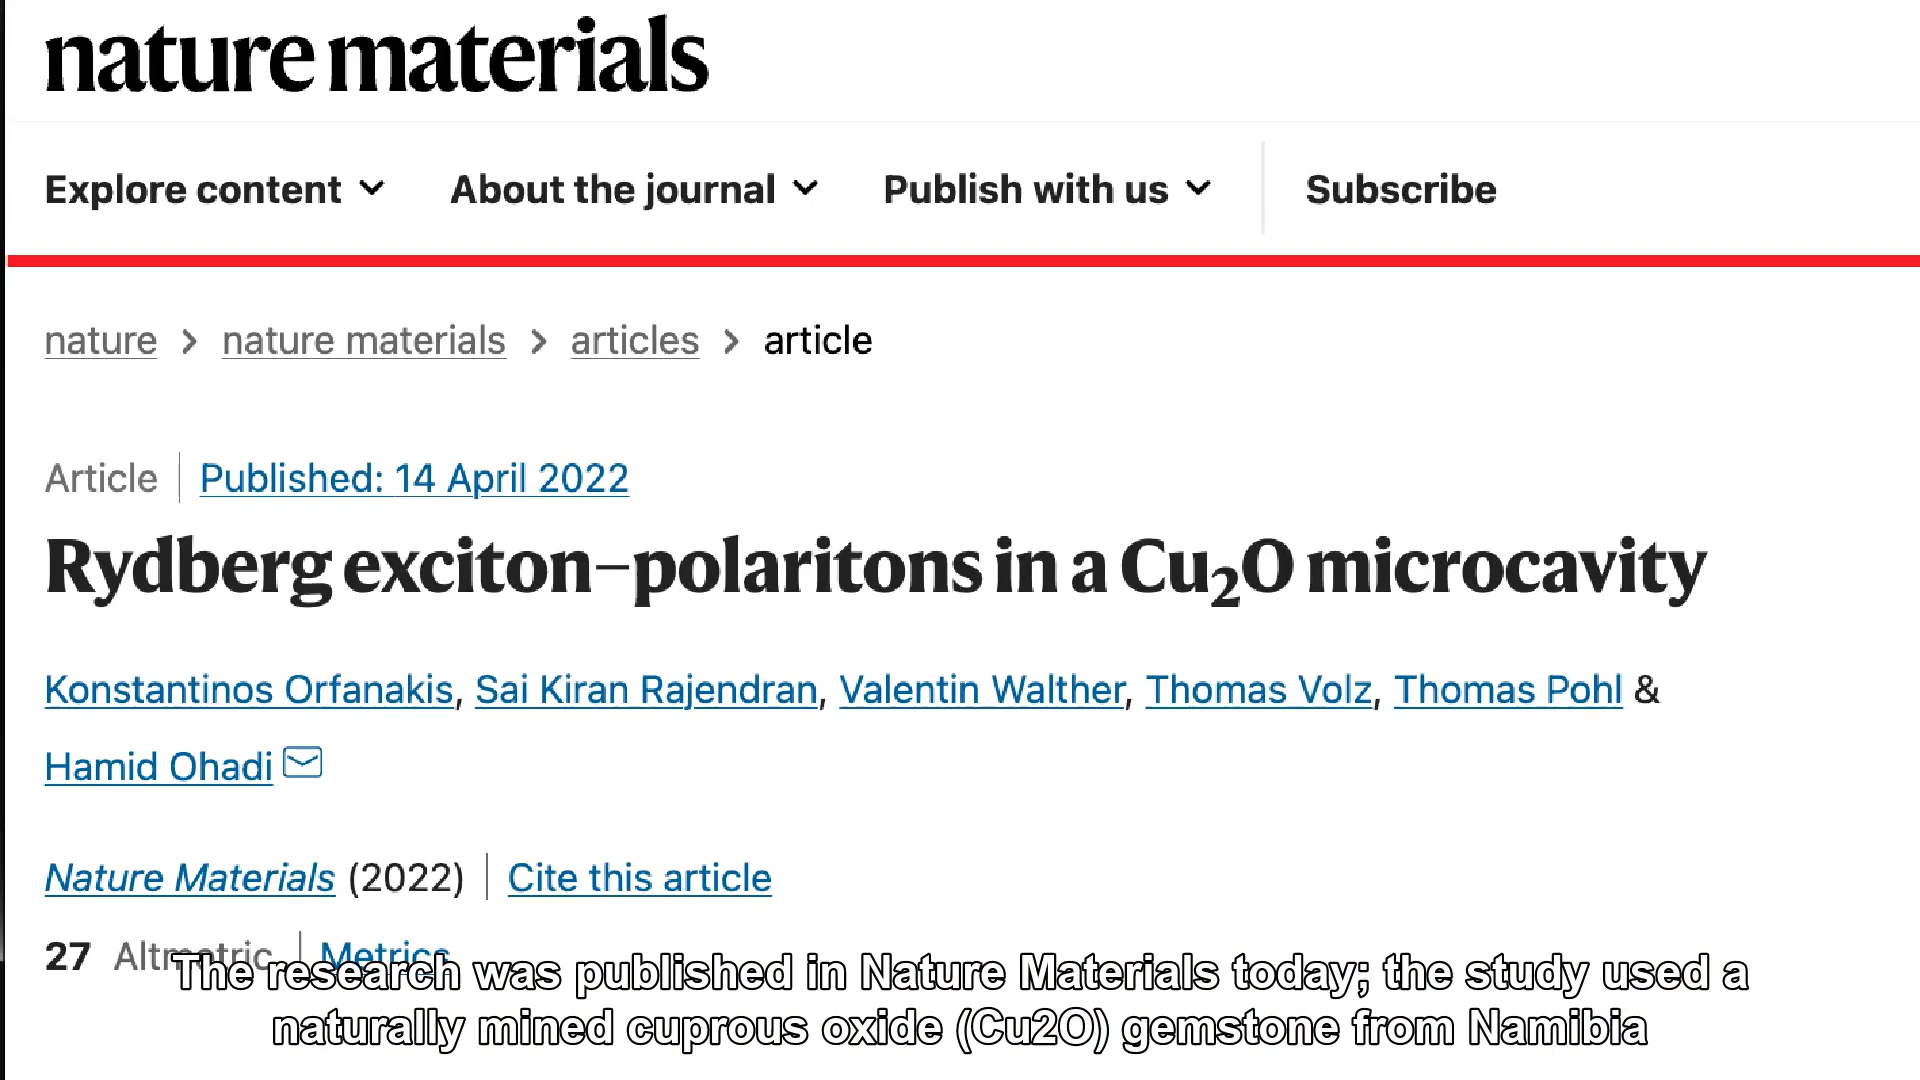 nature materials
Explore content About the journal Publish with us Subscribe
nature > nature materials > articles > article
Article | Published: 14 April 2022
Rydberg exciton–polaritons in a Cu₂O microcavity
Konstantinos Orfanakis, Sai Kiran Rajendran, Valentin Walther, Thomas Volz, Thomas Pohl &
Hamid Ohadi
Nature Materials (2022) | Cite this article
27 Altmetric | Metrics
The research was published in Nature Materials today; the study used a
naturally mined cuprous oxide (Cu2O) gemstone from Namibia